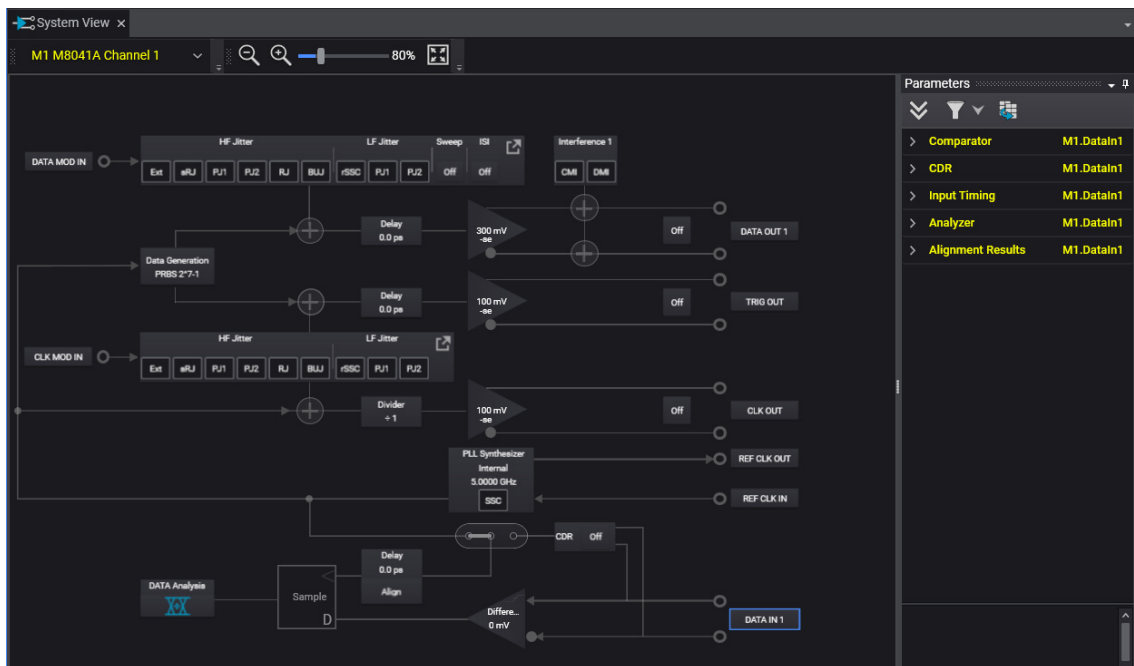 System View ×
M1 M8041A Channel 1
80%
Parameters
Comparator M1.DataIn1
CDR M1.DataIn1
Input Timing M1.DataIn1
Analyzer M1.DataIn1
Alignment Results M1.DataIn1
HF Jitter LF Jitter Sweep ISI
Interference 1
DATA MOD IN
Ext sRJ PJ1 PJ2 RJ BUJ rSSC PJ1 PJ2 Off Off
CMI DMI
Delay
0.0 ps
300 mV
-se
Off
DATA OUT 1
Data Generation
PRBS 2^7-1
Delay
0.0 ps
100 mV
-se
Off
TRIG OUT
HF Jitter LF Jitter
CLK MOD IN
Ext sRJ PJ1 PJ2 RJ BUJ rSSC PJ1 PJ2
Divider
÷ 1
100 mV
-se
Off
CLK OUT
PLL Synthesizer
Internal
5.0000 GHz
SSC
REF CLK OUT
REF CLK IN
CDR Off
Delay
0.0 ps
Align
DATA Analysis
Sample
D
Differe...
0 mV
DATA IN 1